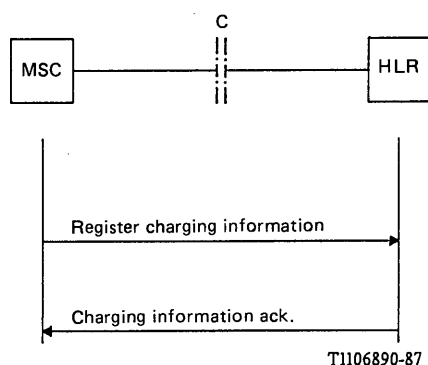 C
MSC
HLR
Register charging information
Charging information ack.
T1106890-87